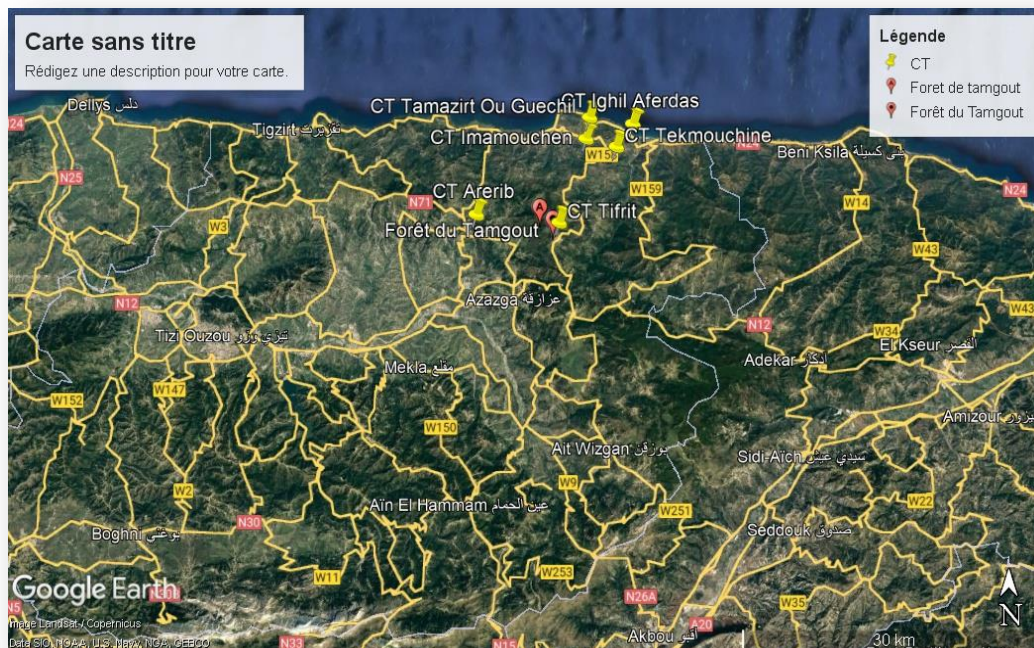 Carte sans titre
Rédigez une description pour votre carte.
Légende
CT
A Foret de tamgout
Forêt du Tamgout
Dellys دلس
CT Tamazirt Ou Guechil
CT Ighil Aferdas
N24
Tigzirt تقزيرت
CT Imamouchen
CT Tekmouchine
N24
Beni Ksila
N25
W159
N24
CT Arerib
N71
A
CT Tifrit
W14
W3
Forêt du Tamgout
W43
N12
Azazga عزازقة
N12
W43
Tizi Ouzou تيزي وزو
W34
El Kseur القصر
Adekar أدكار
Mekla مقلع
W147
W152
W150
Amizour
Ait Wizgan
Sidi-Aïch سيدي عيش
W2
W9
Aïn El Hammam عين الحمام
W22
N30
W251
Boghni بوغني
Seddouk صدوق
W11
W253
Google Earth
N26A
W35
N
N5
Image Landsat / Copernicus
A20
Data SIO, NOAA, U.S. Navy, NGA, GEBCO
N33
N15
Akbou أقبو
30 km